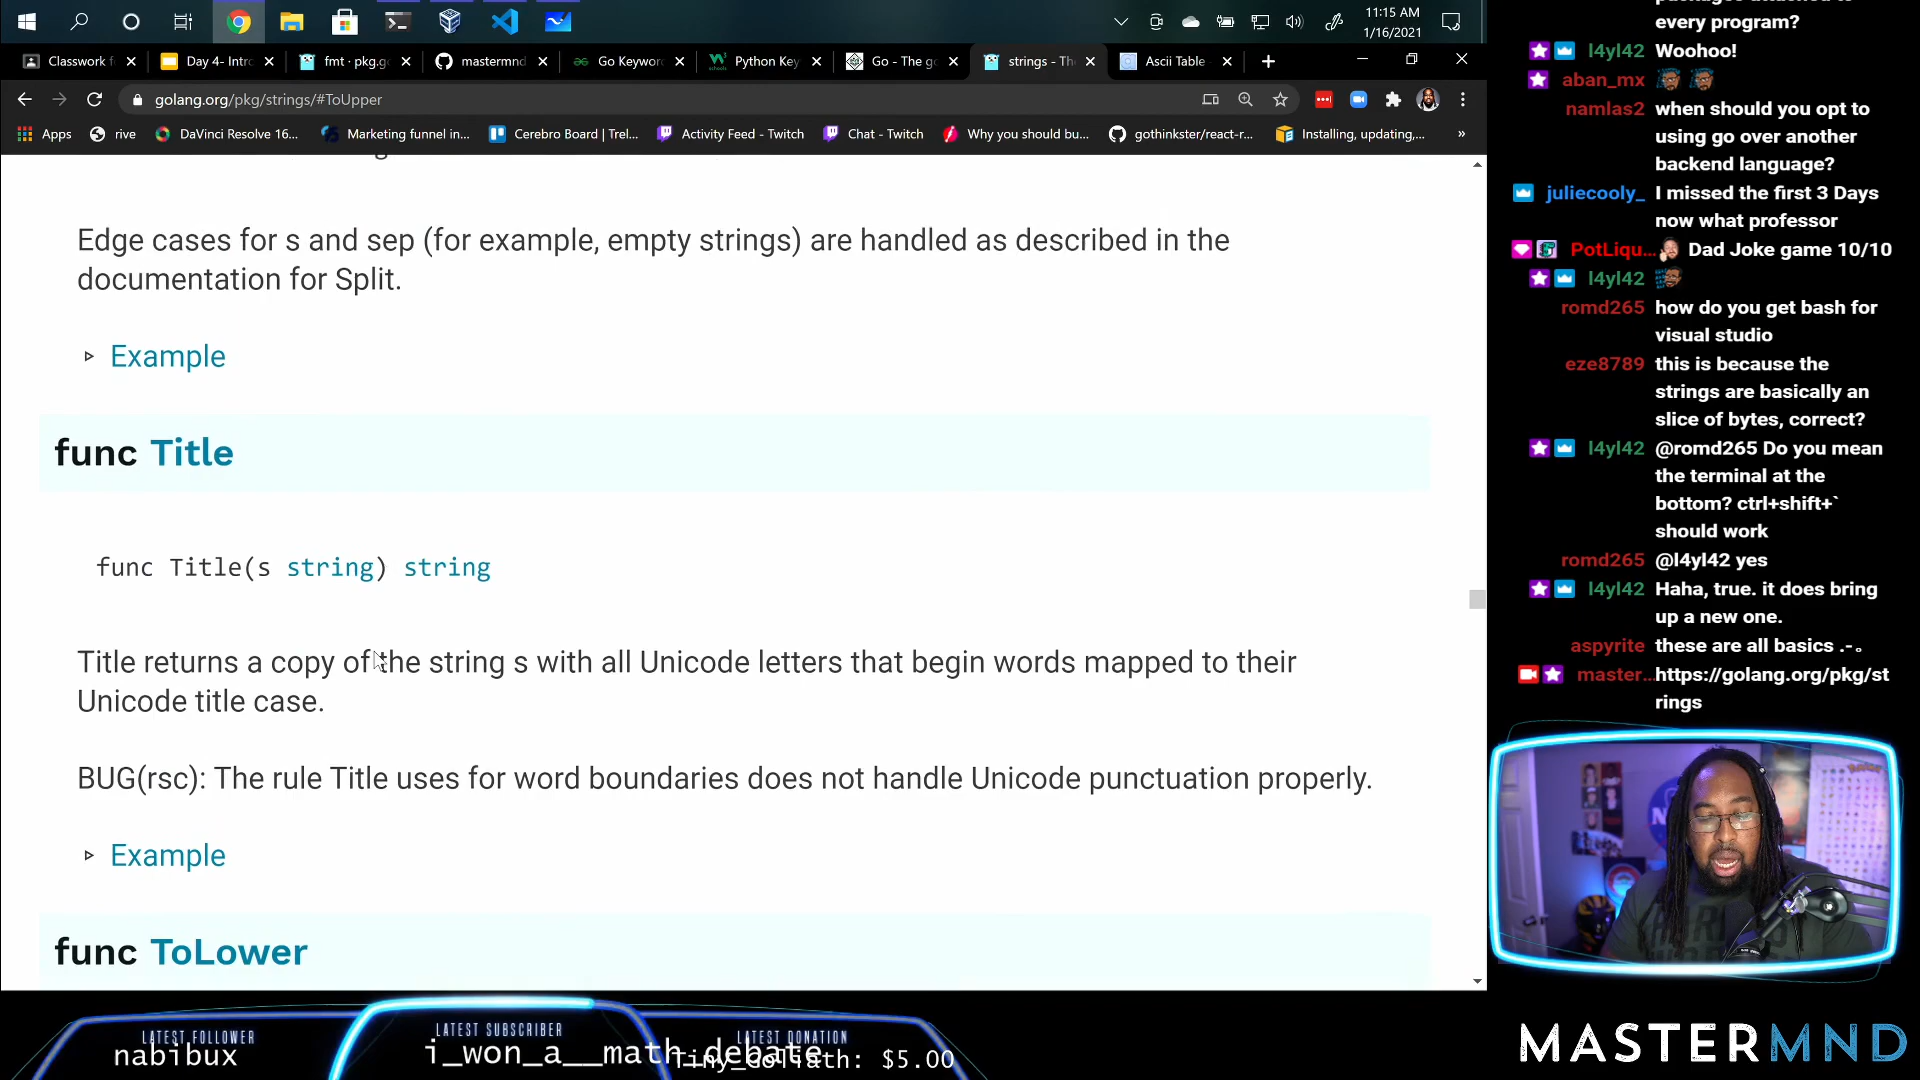 11:15 AM
1/16/2021
Classwork f
Day 4- Intro
fmt · pkg.go
mastermnd
Go Keyword
Python Key
Go - The go
strings - The
Ascii Table -
golang.org/pkg/strings/#ToUpper
Apps
rive
DaVinci Resolve 16...
Marketing funnel in...
Cerebro Board | Trel...
Activity Feed - Twitch
Chat - Twitch
Why you should bu...
gothinkster/react-r...
Installing, updating,...
»
Edge cases for s and sep (for example, empty strings) are handled as described in the
documentation for Split.
Example
func Title
func Title(s string) string
Title returns a copy of the string s with all Unicode letters that begin words mapped to their
Unicode title case.
BUG(rsc): The rule Title uses for word boundaries does not handle Unicode punctuation properly.
Example
func ToLower
every program?
l4yl42 Woohoo!
aban_mx
namlas2 when should you opt to
using go over another
backend language?
juliecooly_ I missed the first 3 Days
now what professor
PotLiqu... Dad Joke game 10/10
l4yl42
romd265 how do you get bash for
visual studio
eze8789 this is because the
strings are basically an
slice of bytes, correct?
l4yl42 @romd265 Do you mean
the terminal at the
bottom? ctrl+shift+`
should work
romd265 @l4yl42 yes
l4yl42 Haha, true. it does bring
up a new one.
aspyrite these are all basics .-。
master... https://golang.org/pkg/st
rings
LATEST FOLLOWER
nabibux
LATEST SUBSCRIBER
i_won_a__math_debate
LATEST DONATION
Tiny_Goliath: $5.00
MASTERMND